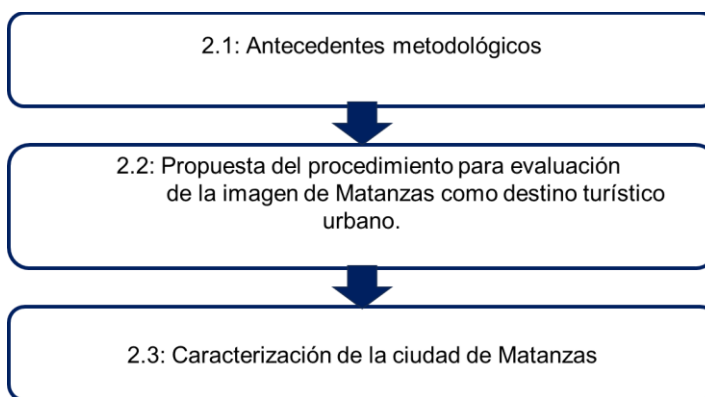 2.1: Antecedentes metodológicos
2.2: Propuesta del procedimiento para evaluación
de la imagen de Matanzas como destino turístico
urbano.
2.3: Caracterización de la ciudad de Matanzas